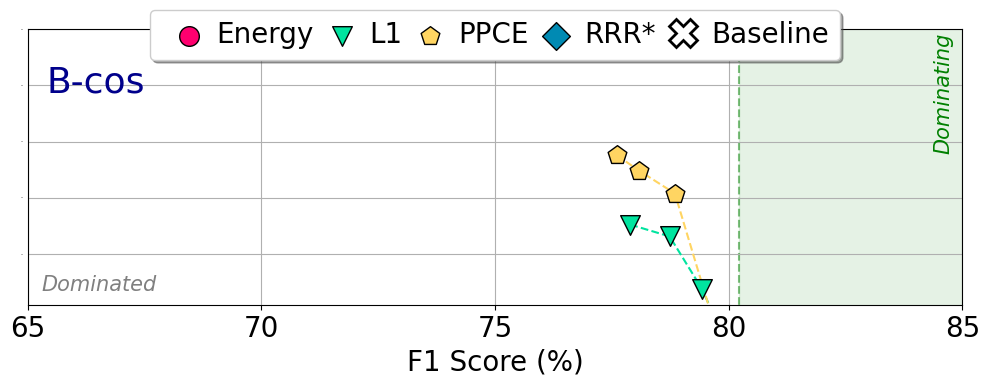 Energy L1 PPCE RRR* Baseline
B-cos
Dominating
Dominated
65 70 75 80 85
F1 Score (%)